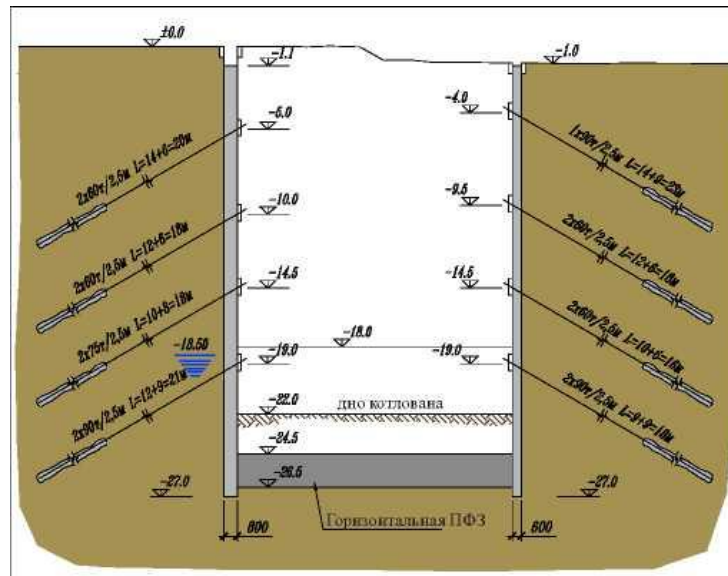 ±0.0
-1.1
-1.0
-5.0
-4.0
2х60т/2,5м L=14+6=20м
1х90т/2,5м L=14+9=23м
-10.0
-9.5
2х60т/2,5м L=12+6=18м
2х60т/2,5м L=12+6=18м
-14.5
-14.5
2х75т/2,5м L=10+8=18м
2х60т/2,5м L=10+6=16м
-18.50
-18.0
-19.0
-19.0
2х90т/2,5м L=12+9=21м
2х90т/2,5м L=9+9=18м
-22.0
дно котлована
-24.5
-26.5
-27.0
-27.0
Горизонтальная ПФЗ
600